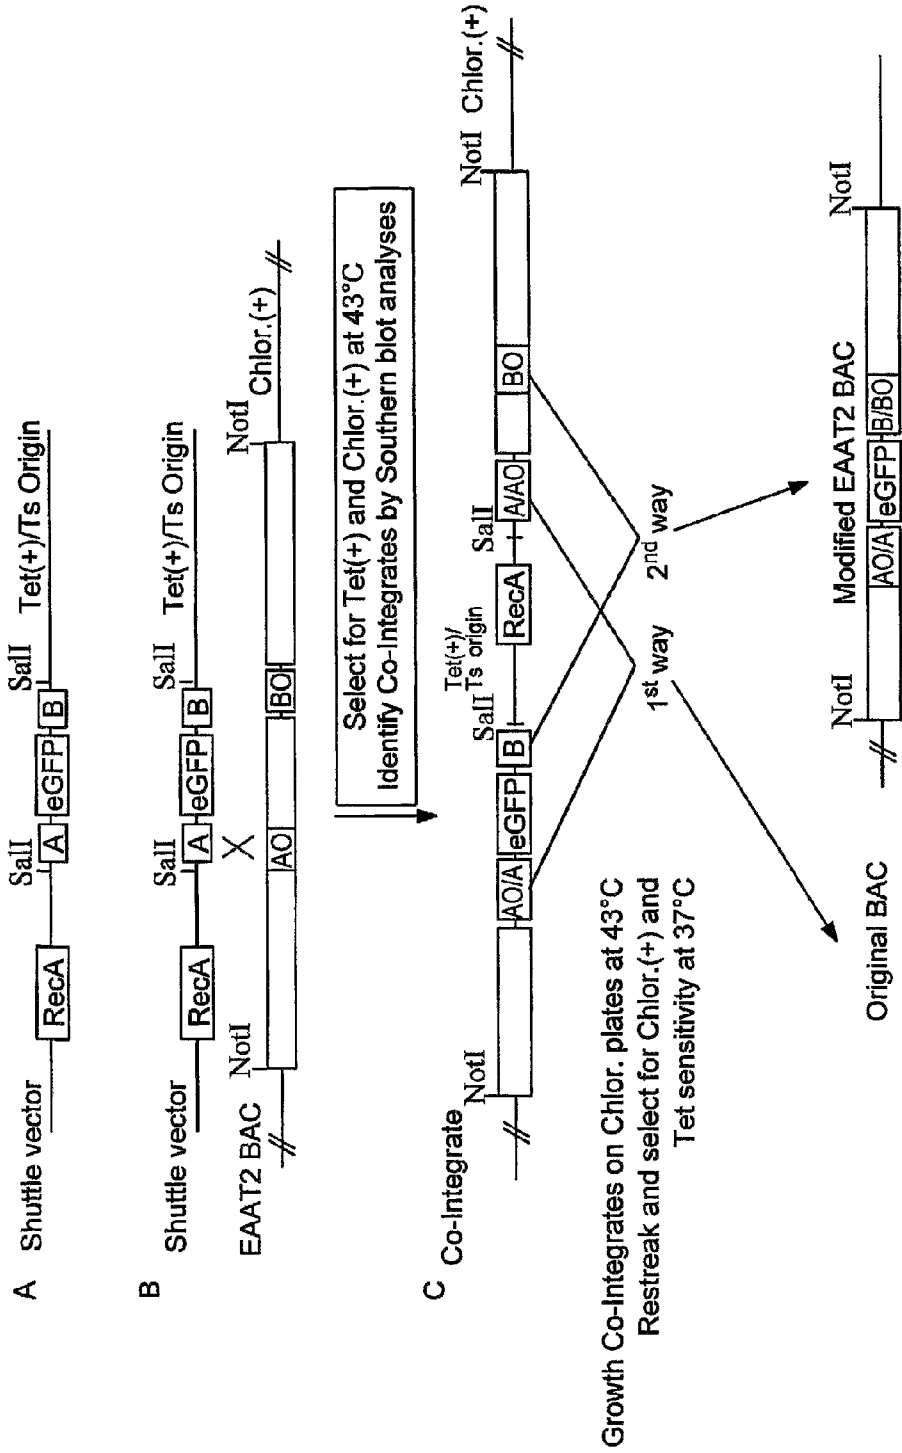 A
Shuttle vector
RecA
SalI
A
eGFP
B
SalI
Tet(+)/Ts Origin
B
Shuttle vector
RecA
SalI
A
eGFP
B
SalI
Tet(+)/Ts Origin
X
EAAT2 BAC
NotI
AO
BO
NotI
Chlor.(+)
Select for Tet(+) and Chlor.(+) at 43°C
Identify Co-Integrates by Southern blot analyses
C
Co-Integrate
NotI
AO/A
eGFP
B
SalI
Tet(+)/
Ts origin
RecA
SalI
A/AO
BO
NotI
Chlor.(+)
Growth Co-Integrates on Chlor. plates at 43°C
Restreak and select for Chlor.(+) and
Tet sensitivity at 37°C
1st way
2nd way
Original BAC
Modified EAAT2 BAC
NotI
AO/A
eGFP
B/BO
NotI